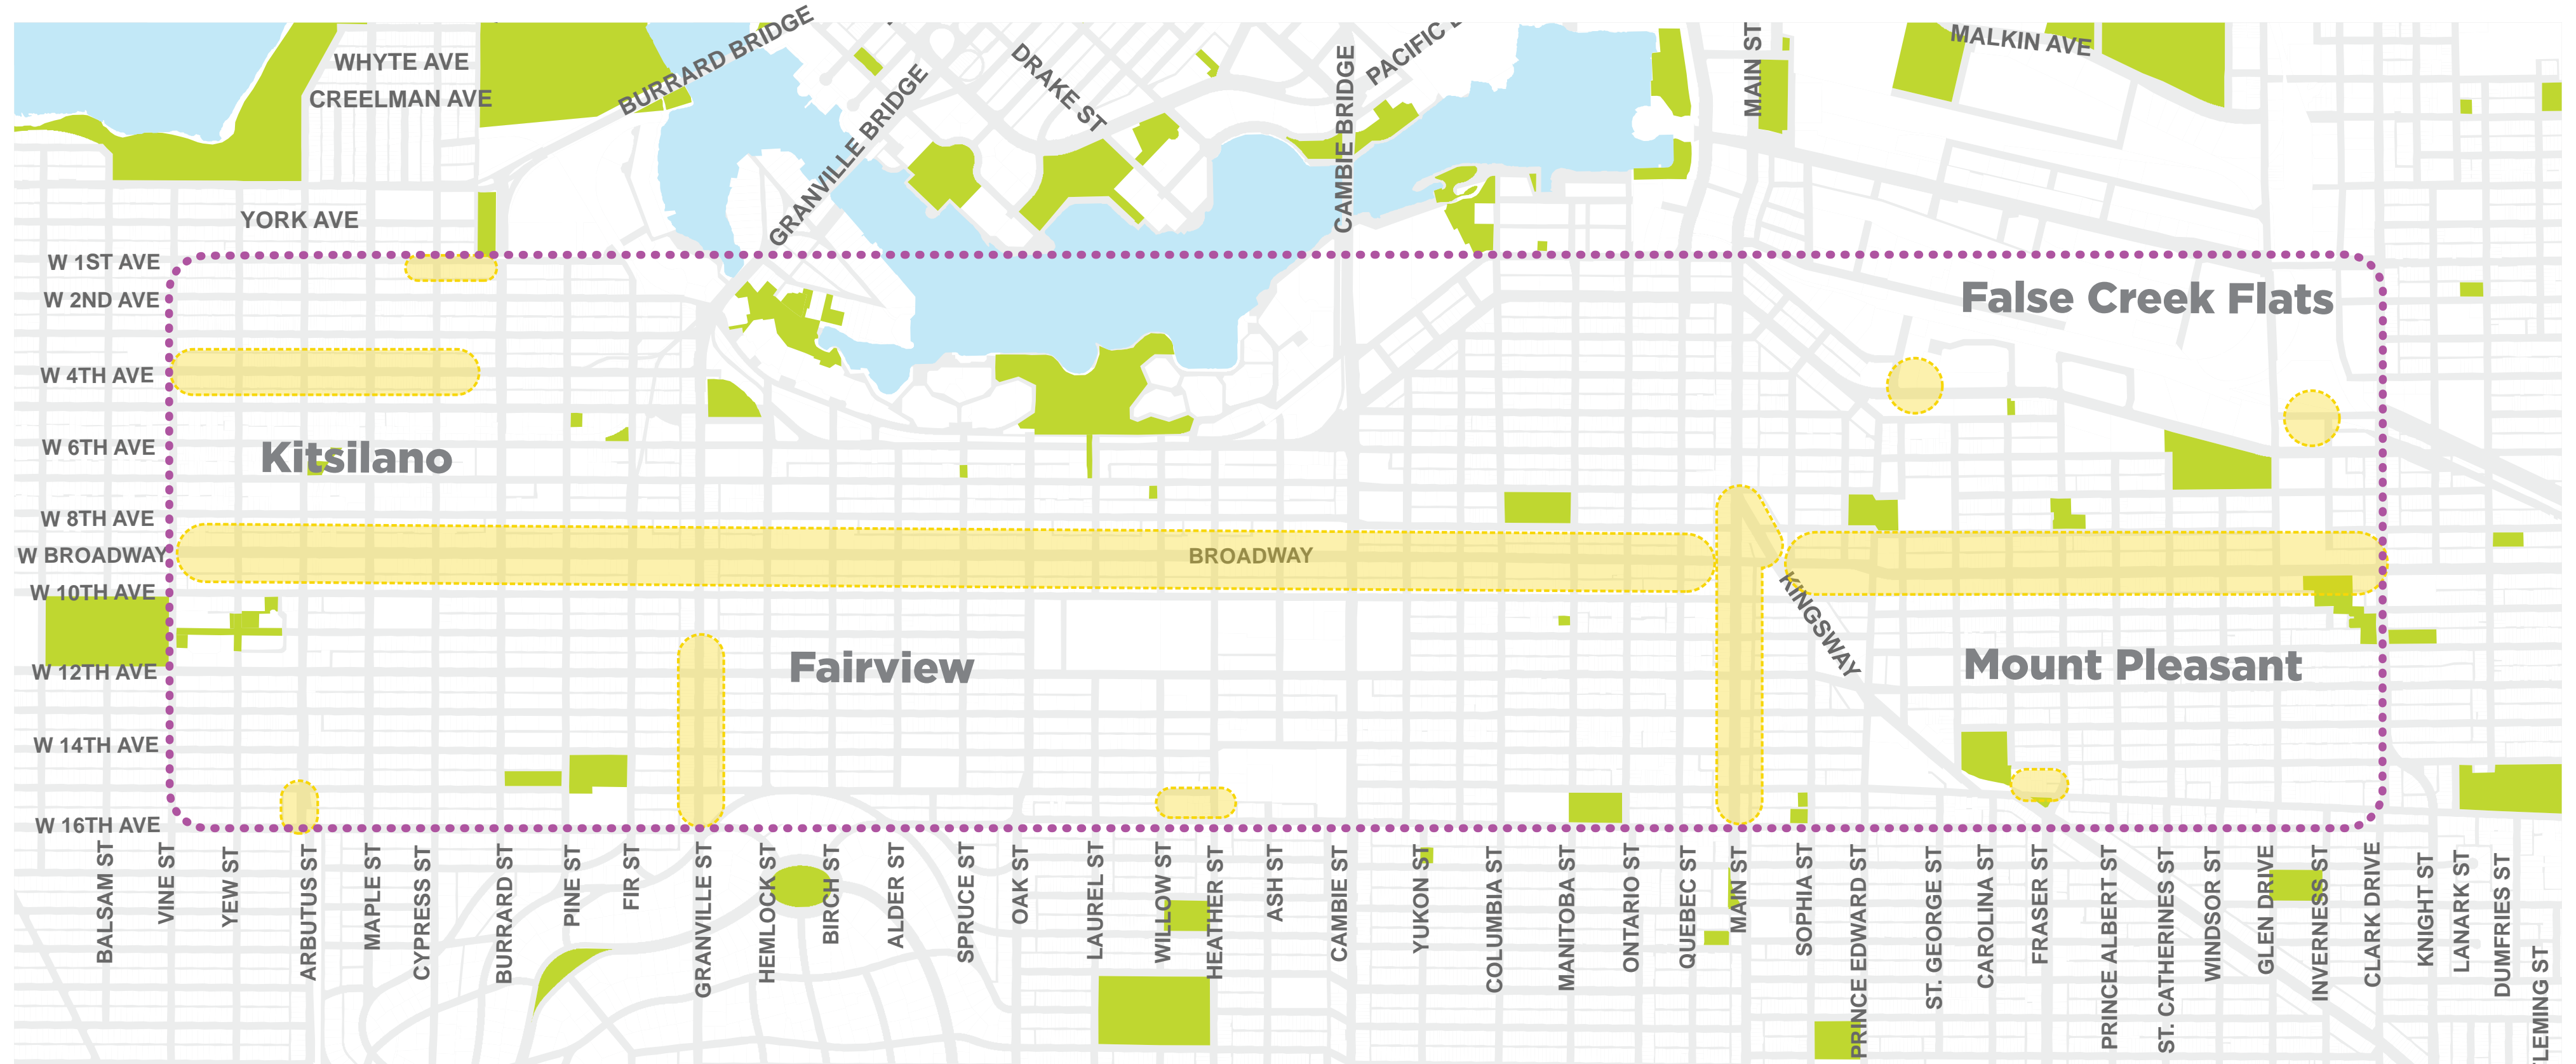 WHYTE AVE
CREELMAN AVE
BURRARD BRIDGE
GRANVILLE BRIDGE
DRAKE ST
CAMBIE BRIDGE
PACIFIC
MAIN ST
MALKIN AVE
YORK AVE
W 1ST AVE
W 2ND AVE
False Creek Flats
W 4TH AVE
W 6TH AVE
Kitsilano
W 8TH AVE
W BROADWAY
BROADWAY
W 10TH AVE
KINGSWAY
W 12TH AVE
Fairview
Mount Pleasant
W 14TH AVE
W 16TH AVE
BALSAM ST
VINE ST
YEW ST
ARBUTUS ST
MAPLE ST
CYPRESS ST
BURRARD ST
PINE ST
FIR ST
GRANVILLE ST
HEMLOCK ST
BIRCH ST
ALDER ST
SPRUCE ST
OAK ST
LAUREL ST
WILLOW ST
HEATHER ST
ASH ST
CAMBIE ST
YUKON ST
COLUMBIA ST
MANITOBA ST
ONTARIO ST
QUEBEC ST
MAIN ST
SOPHIA ST
PRINCE EDWARD ST
ST. GEORGE ST
CAROLINA ST
FRASER ST
PRINCE ALBERT ST
ST. CATHERINES ST
WINDSOR ST
GLEN DRIVE
INVERNESS ST
CLARK DRIVE
KNIGHT ST
LANARK ST
DUMFRIES ST
FLEMING ST